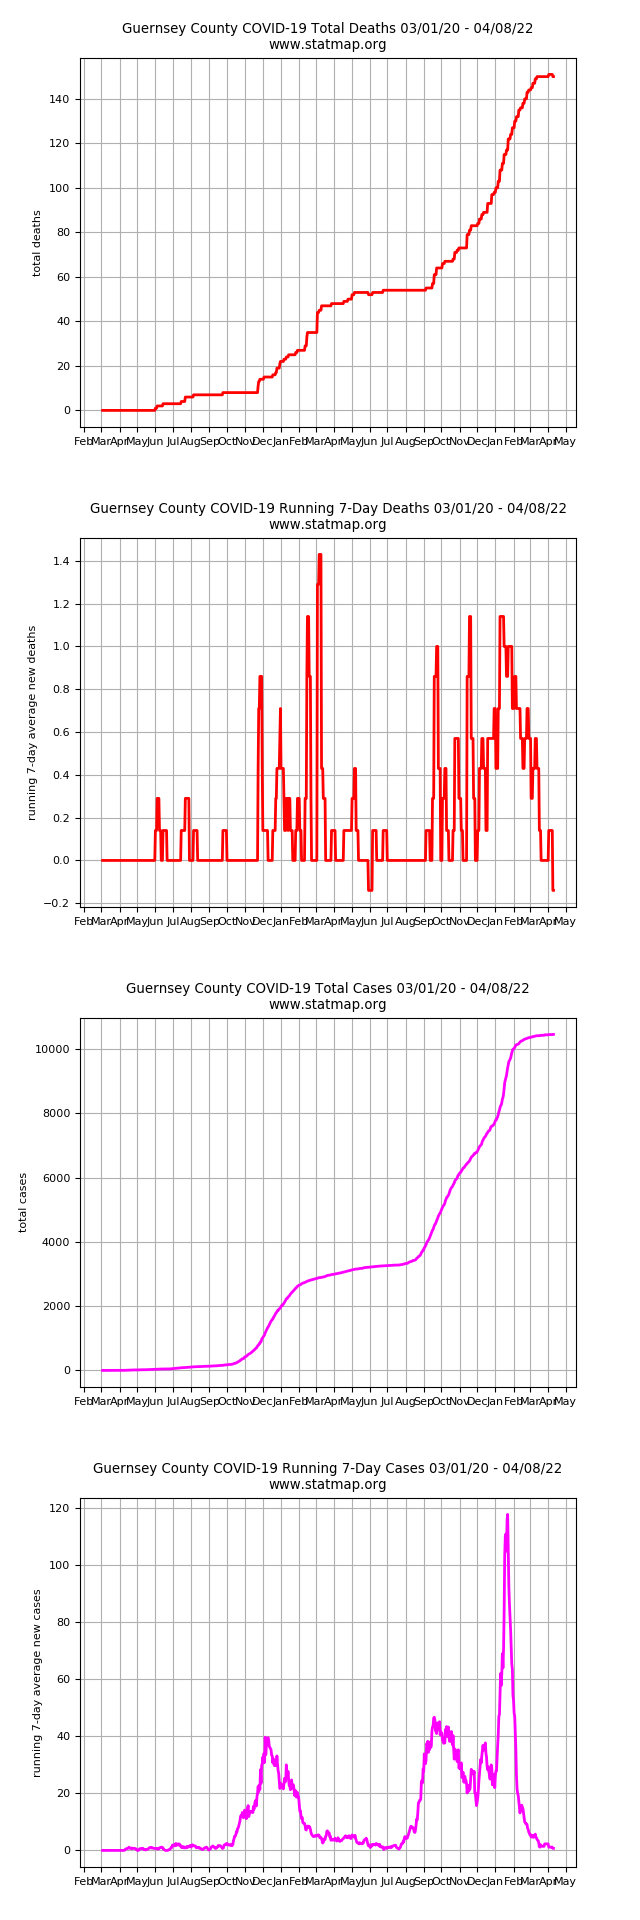 Guernsey County COVID-19 Total Deaths 03/01/20 - 04/08/22
www.statmap.org
total deaths
140
120
100
80
60
40
20
0
Feb Mar Apr May Jun Jul Aug Sep Oct Nov Dec Jan Feb Mar Apr May Jun Jul Aug Sep Oct Nov Dec Jan Feb Mar Apr May
Guernsey County COVID-19 Running 7-Day Deaths 03/01/20 - 04/08/22
www.statmap.org
running 7-day average new deaths
1.4
1.2
1.0
0.8
0.6
0.4
0.2
0.0
−0.2
Feb Mar Apr May Jun Jul Aug Sep Oct Nov Dec Jan Feb Mar Apr May Jun Jul Aug Sep Oct Nov Dec Jan Feb Mar Apr May
Guernsey County COVID-19 Total Cases 03/01/20 - 04/08/22
www.statmap.org
total cases
10000
8000
6000
4000
2000
0
Feb Mar Apr May Jun Jul Aug Sep Oct Nov Dec Jan Feb Mar Apr May Jun Jul Aug Sep Oct Nov Dec Jan Feb Mar Apr May
Guernsey County COVID-19 Running 7-Day Cases 03/01/20 - 04/08/22
www.statmap.org
running 7-day average new cases
120
100
80
60
40
20
0
Feb Mar Apr May Jun Jul Aug Sep Oct Nov Dec Jan Feb Mar Apr May Jun Jul Aug Sep Oct Nov Dec Jan Feb Mar Apr May